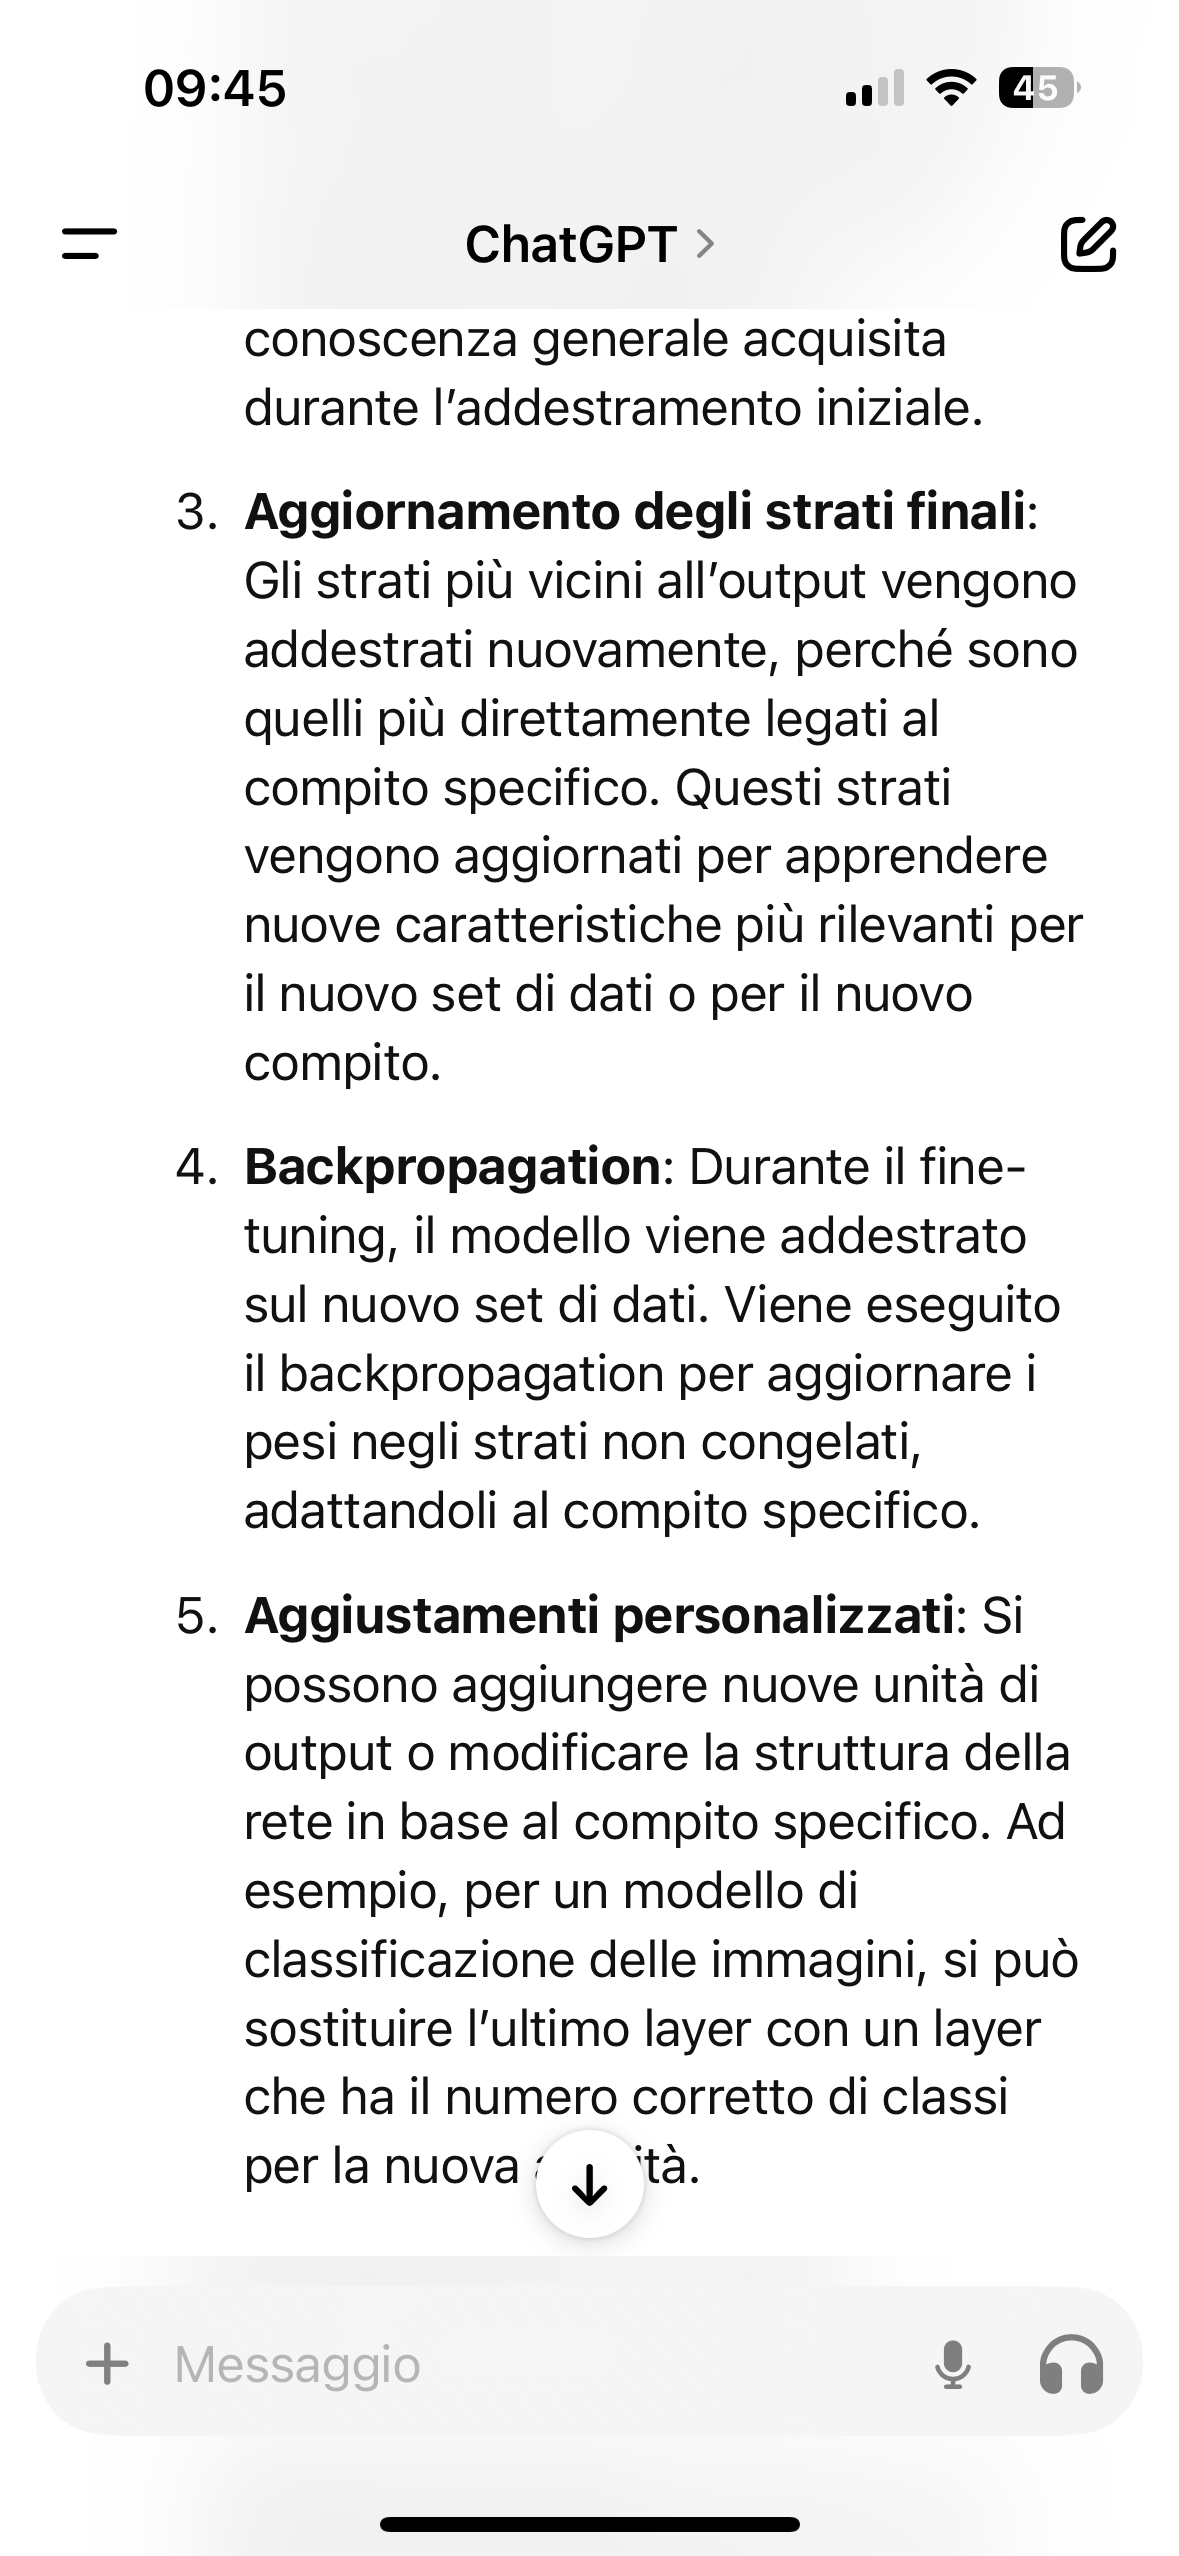 09:45
45
ChatGPT
conoscenza generale acquisita
durante l’addestramento iniziale.
3. Aggiornamento degli strati finali:
Gli strati più vicini all’output vengono
addestrati nuovamente, perché sono
quelli più direttamente legati al
compito specifico. Questi strati
vengono aggiornati per apprendere
nuove caratteristiche più rilevanti per
il nuovo set di dati o per il nuovo
compito.
4. Backpropagation: Durante il fine-
tuning, il modello viene addestrato
sul nuovo set di dati. Viene eseguito
il backpropagation per aggiornare i
pesi negli strati non congelati,
adattandoli al compito specifico.
5. Aggiustamenti personalizzati: Si
possono aggiungere nuove unità di
output o modificare la struttura della
rete in base al compito specifico. Ad
esempio, per un modello di
classificazione delle immagini, si può
sostituire l’ultimo layer con un layer
che ha il numero corretto di classi
per la nuova
Messaggio